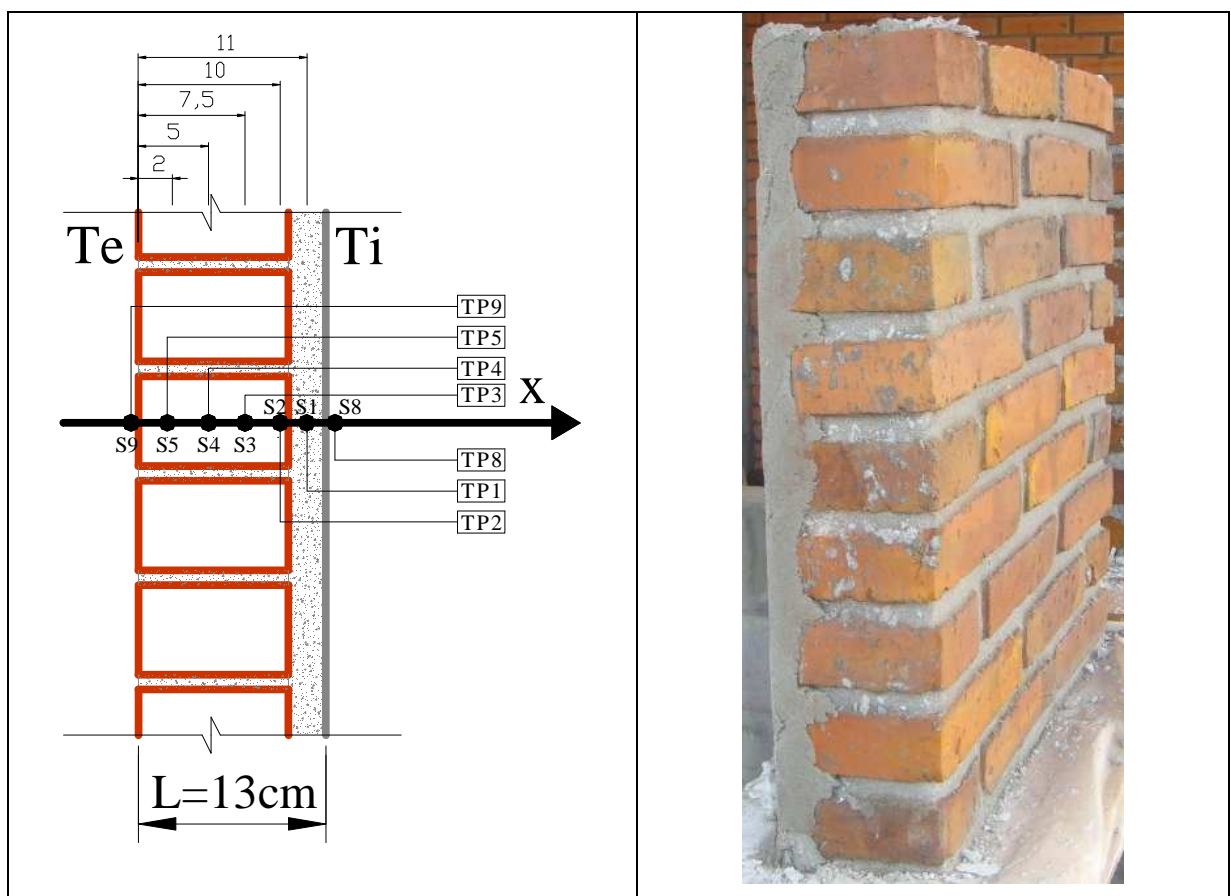 11
10
7,5
5
2
Te Ti
TP9
TP5
TP4
TP3
X
S2 S1 S8
S9 S5 S4 S3
TP8
TP1
TP2
L=13cm